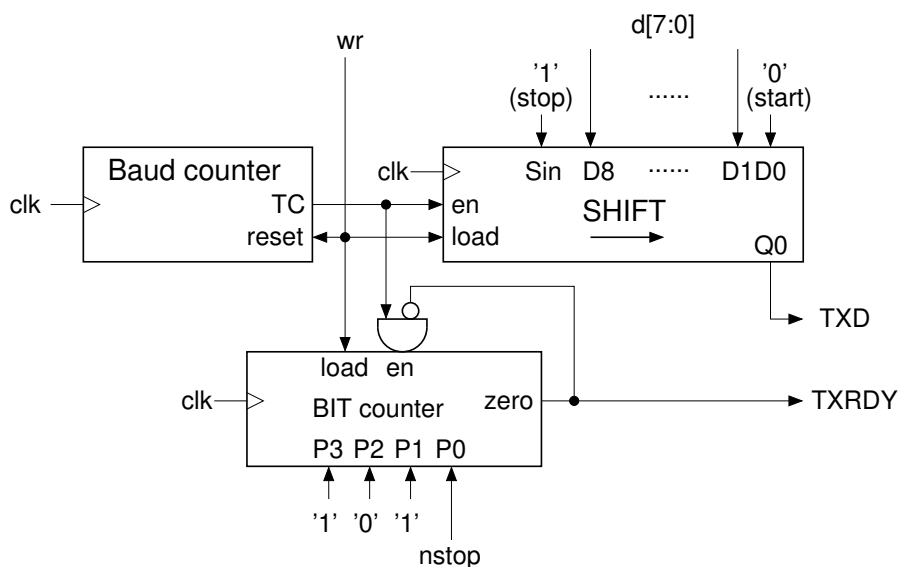 d[7:0]
wr
'1' ...... '0'
(stop) (start)
Baud counter
clk
TC
reset
clk
Sin D8 ...... D1D0
en
SHIFT
load
Q0
TXD
load en
clk
BIT counter
zero
TXRDY
P3 P2 P1 P0
'1' '0' '1'
nstop